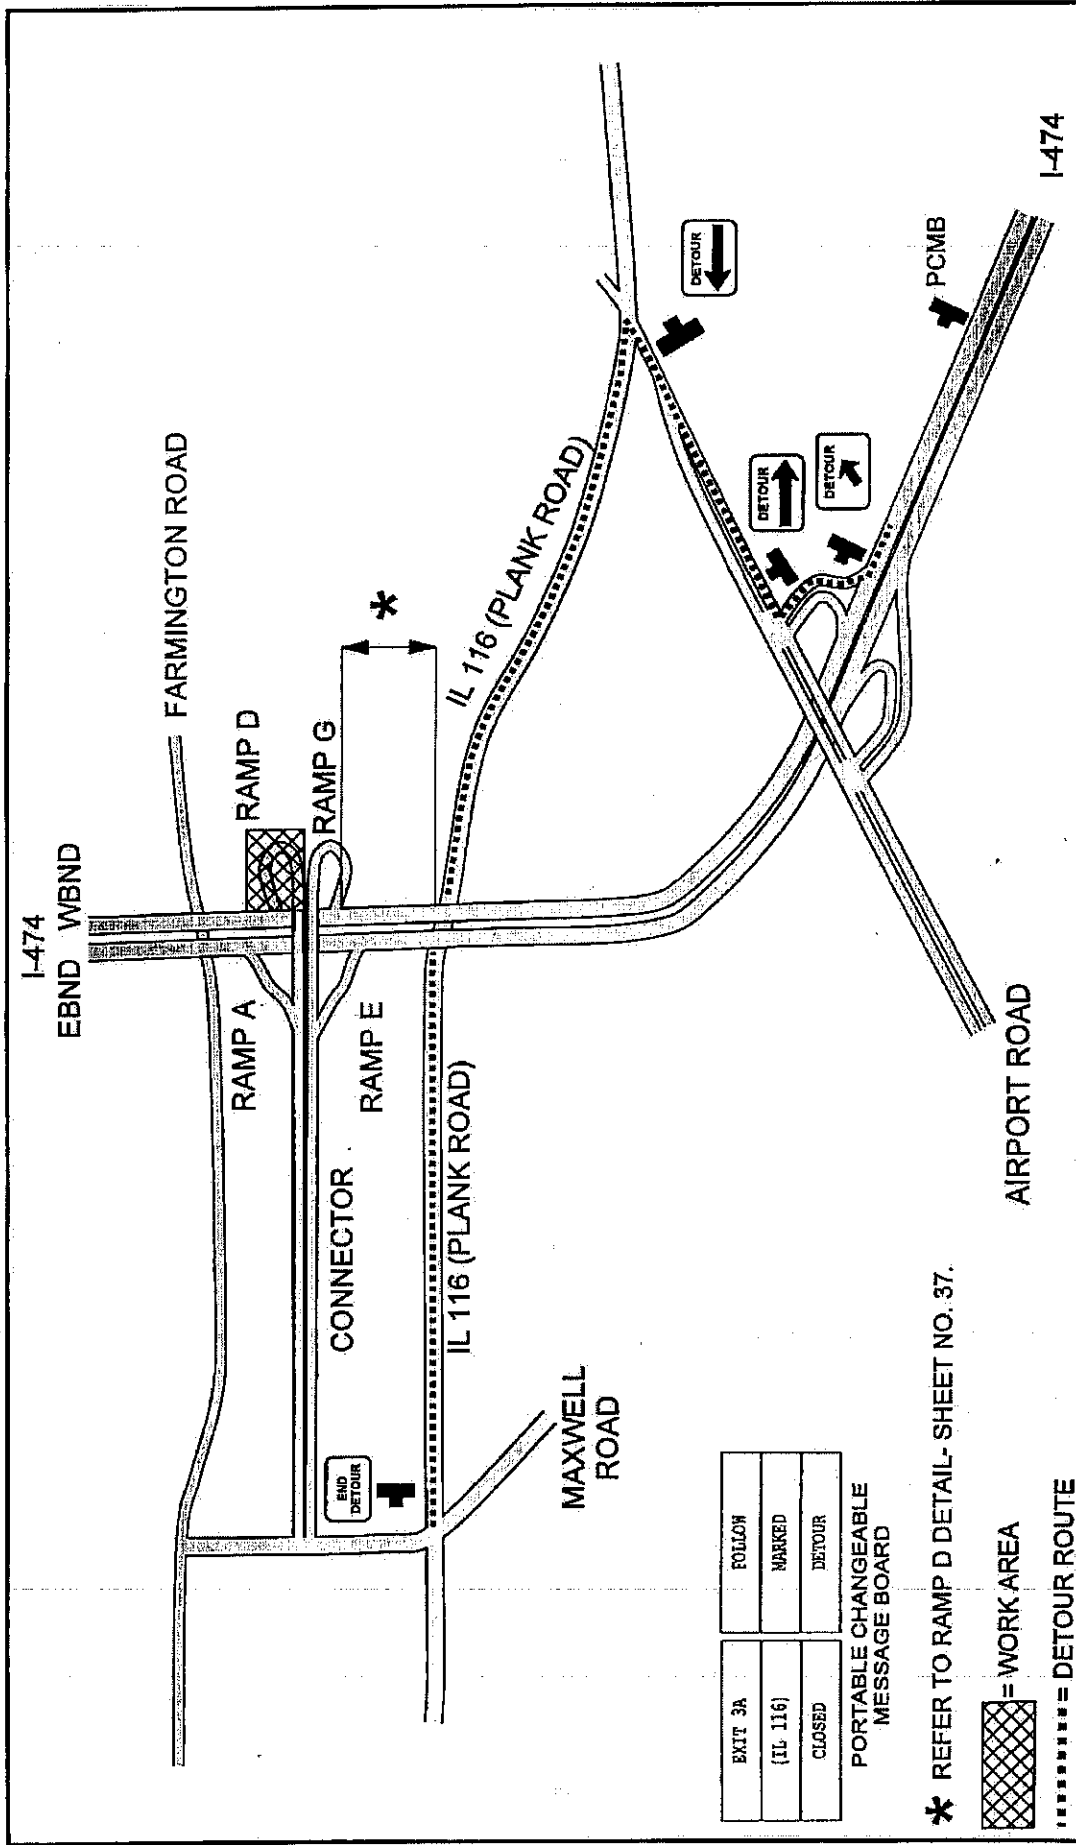 I-474
EBND WBND
FARMINGTON ROAD
RAMP D
RAMP G
RAMP A
RAMP E
*
IL 116 (PLANK ROAD)
IL 116 (PLANK ROAD)
CONNECTOR
END
DETOUR
MAXWELL
ROAD
DETOUR
DETOUR
DETOUR
PCMB
I-474
AIRPORT ROAD
EXIT 3A
(IL 116)
CLOSED
FOLLOW
MARKED
DETOUR
PORTABLE CHANGEABLE
MESSAGE BOARD
* REFER TO RAMP D DETAIL- SHEET NO. 37.
= WORK AREA
= DETOUR ROUTE